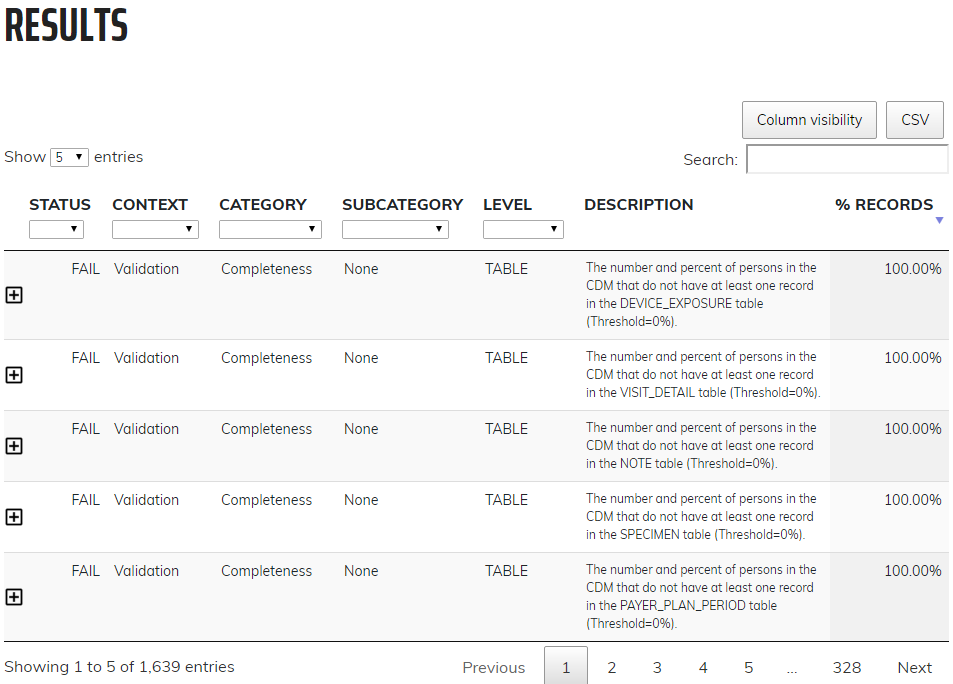 RESULTS
Column visibility CSV
Show 5 entries Search:
STATUS CONTEXT CATEGORY SUBCATEGORY LEVEL DESCRIPTION % RECORDS
FAIL Validation Completeness None TABLE The number and percent of persons in the 100.00%
CDM that do not have at least one record
in the DEVICE_EXPOSURE table
(Threshold=0%).
FAIL Validation Completeness None TABLE The number and percent of persons in the 100.00%
CDM that do not have at least one record
in the VISIT_DETAIL table (Threshold=0%).
FAIL Validation Completeness None TABLE The number and percent of persons in the 100.00%
CDM that do not have at least one record
in the NOTE table (Threshold=0%).
FAIL Validation Completeness None TABLE The number and percent of persons in the 100.00%
CDM that do not have at least one record
in the SPECIMEN table (Threshold=0%).
FAIL Validation Completeness None TABLE The number and percent of persons in the 100.00%
CDM that do not have at least one record
in the PAYER_PLAN_PERIOD table
(Threshold=0%).
Showing 1 to 5 of 1,639 entries Previous 1 2 3 4 5 ... 328 Next